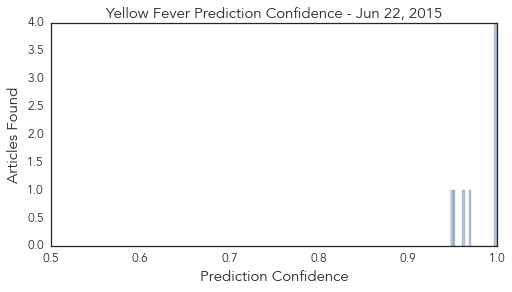 Yellow Fever Prediction Confidence - Jun 22, 2015
4.0
3.5
3.0
2.5
2.0
1.5
1.0
0.5
0.0
Articles Found
0.5 0.6 0.7 0.8 0.9 1.0
Prediction Confidence